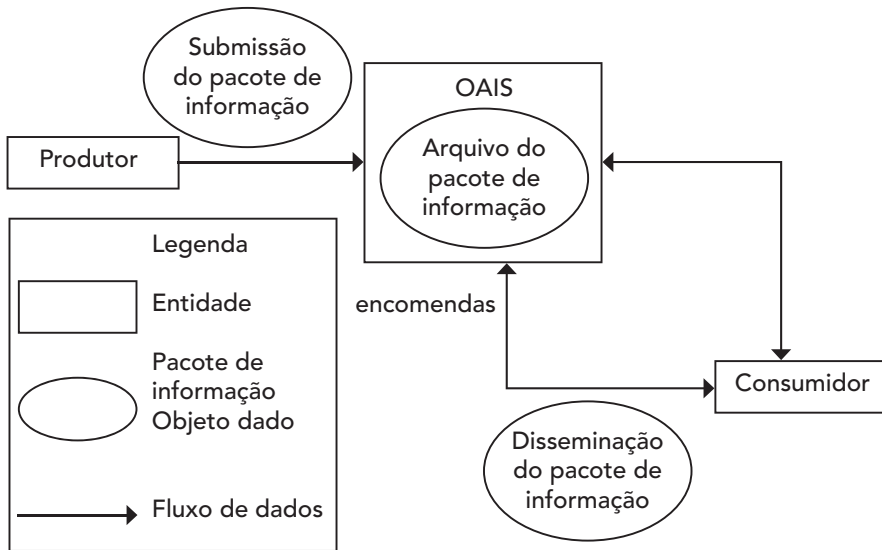 Submissão
do pacote de
informação
OAIS
Produtor
Arquivo do
pacote de
informação
Legenda
Entidade
encomendas
Pacote de
informação
Objeto dado
Consumidor
Disseminação
do pacote de
informação
Fluxo de dados